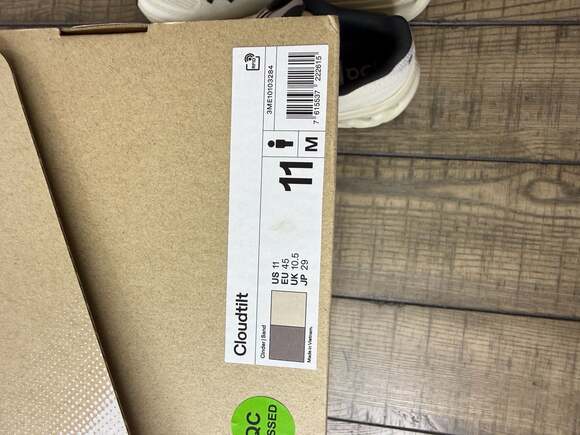 RFID
3ME10103284
7 615537 222615
11
M
US 11
EU 45
UK 10.5
JP 29
Cloudtilt
Cinder | Sand
Made in Vietnam.
QC